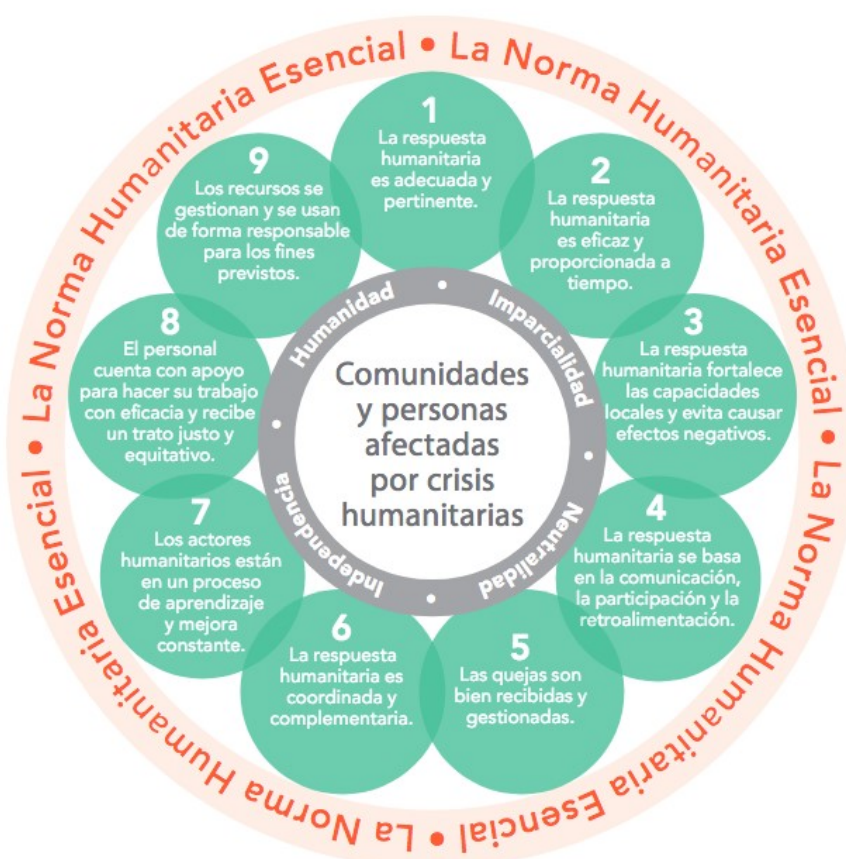 La Norma Humanitaria Esencial • La Norma Humanitaria Esencial • La Norma Humanitaria Esencial • La Norma Humanitaria Esencial •
1
La respuesta
humanitaria
es adecuada y
pertinente.
2
La respuesta
humanitaria
es eficaz y
proporcionada a
tiempo.
3
La respuesta
humanitaria fortalece
las capacidades
locales y evita causar
efectos negativos.
4
La respuesta
humanitaria se basa
en la comunicación,
la participación y la
retroalimentación.
5
Las quejas son
bien recibidas y
gestionadas.
6
La respuesta
humanitaria es
coordinada y
complementaria.
7
Los actores
humanitarios están
en un proceso
de aprendizaje
y mejora
constante.
8
El personal
cuenta con apoyo
para hacer su trabajo
con eficacia y recibe
un trato justo y
equitativo.
9
Los recursos se
gestionan y se usan
de forma responsable
para los fines
previstos.
Humanidad • Imparcialidad • Neutralidad • Independencia •
Comunidades
y personas
afectadas
por crisis
humanitarias